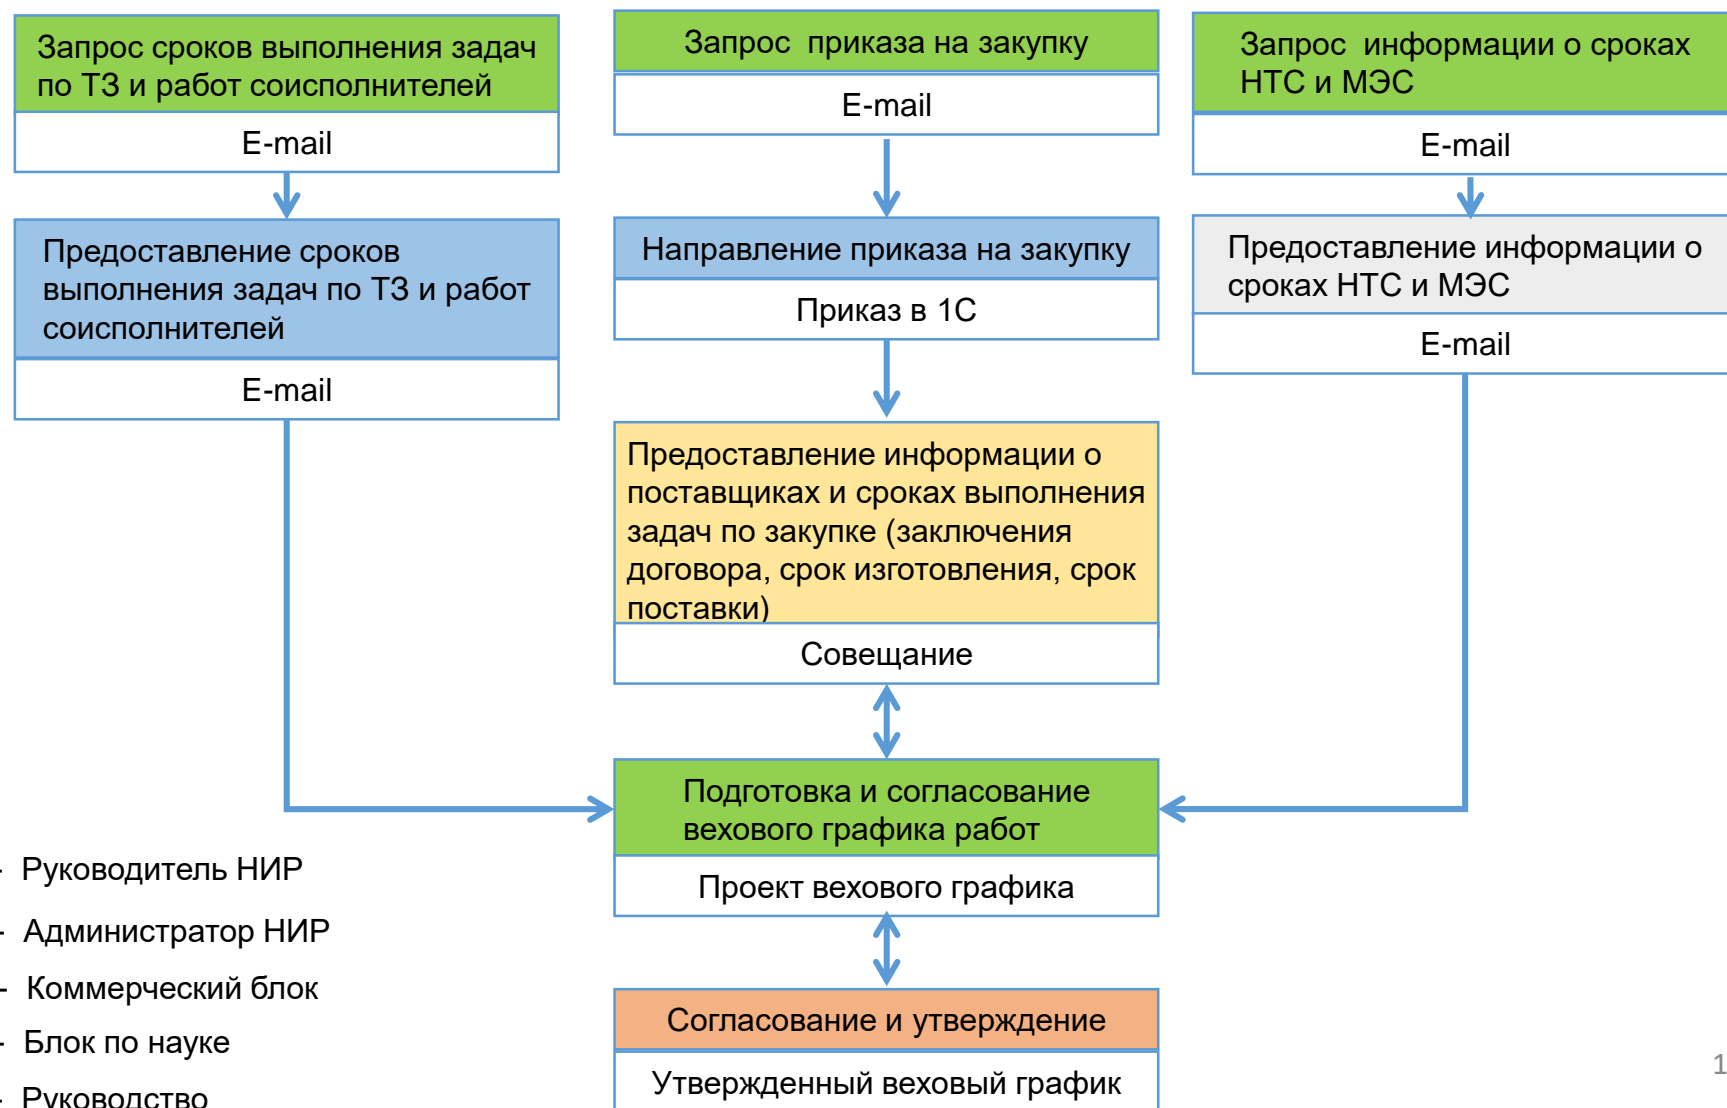 Запрос сроков выполнения задач
по ТЗ и работ соисполнителей
E-mail
Предоставление сроков
выполнения задач по ТЗ и работ
соисполнителей
E-mail
Запрос приказа на закупку
E-mail
Направление приказа на закупку
Приказ в 1С
Предоставление информации о
поставщиках и сроках выполнения
задач по закупке (заключения
договора, срок изготовления, срок
поставки)
Совещание
Запрос информации о сроках
НТС и МЭС
E-mail
Предоставление информации о
сроках НТС и МЭС
E-mail
Подготовка и согласование
вехового графика работ
Проект вехового графика
Согласование и утверждение
Утвержденный веховый график
- Руководитель НИР
- Администратор НИР
- Коммерческий блок
- Блок по науке
- Руководство
1